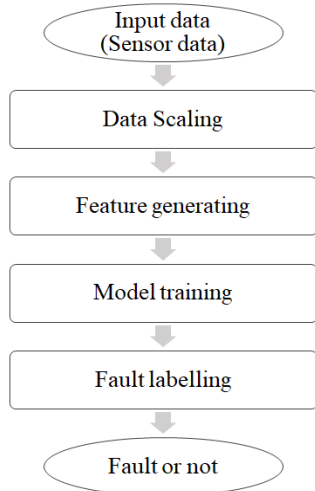 Input data
(Sensor data)
Data Scaling
Feature generating
Model training
Fault labelling
Fault or not